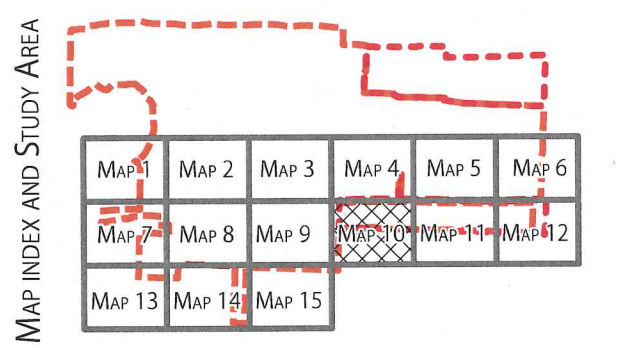 MAP INDEX AND STUDY AREA
MAP 1 MAP 2 MAP 3 MAP 4 MAP 5 MAP 6
MAP 7 MAP 8 MAP 9 MAP 10 MAP 11 MAP 12
MAP 13 MAP 14 MAP 15